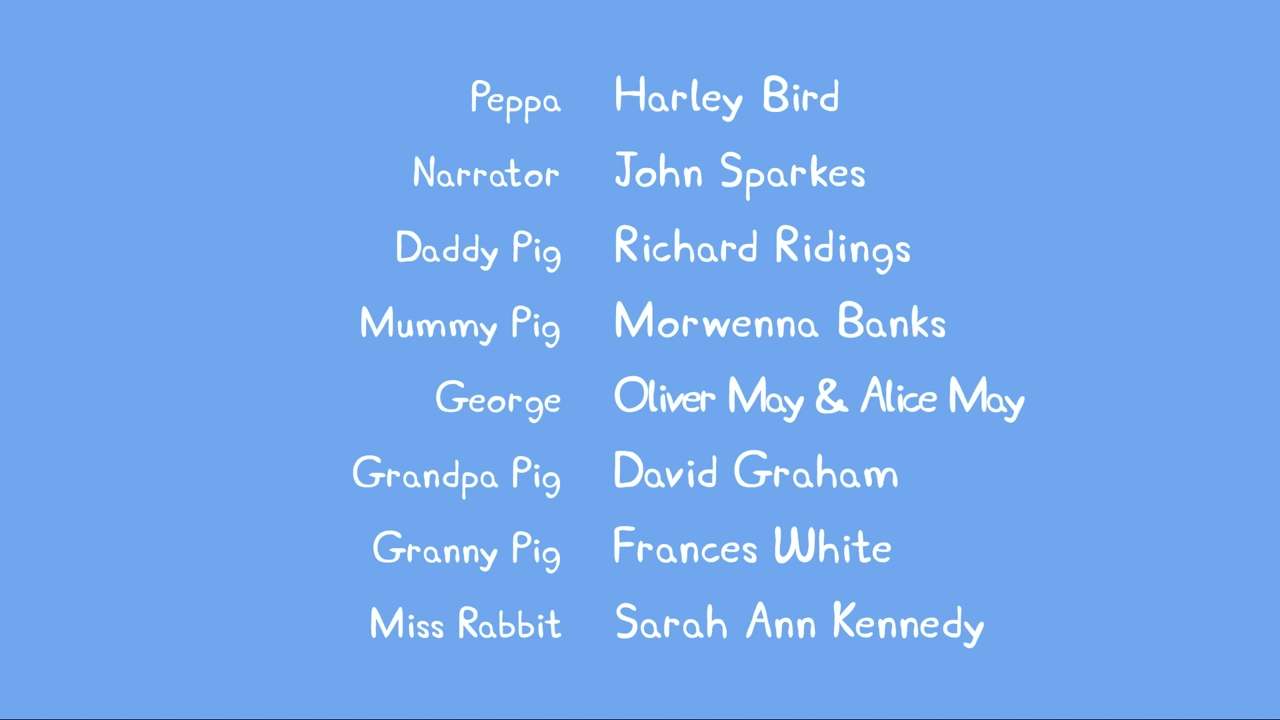 Peppa Harley Bird
Narrator John Sparkes
Daddy Pig Richard Ridings
Mummy Pig Morwenna Banks
George Oliver May & Alice May
Grandpa Pig David Graham
Granny Pig Frances White
Miss Rabbit Sarah Ann Kennedy